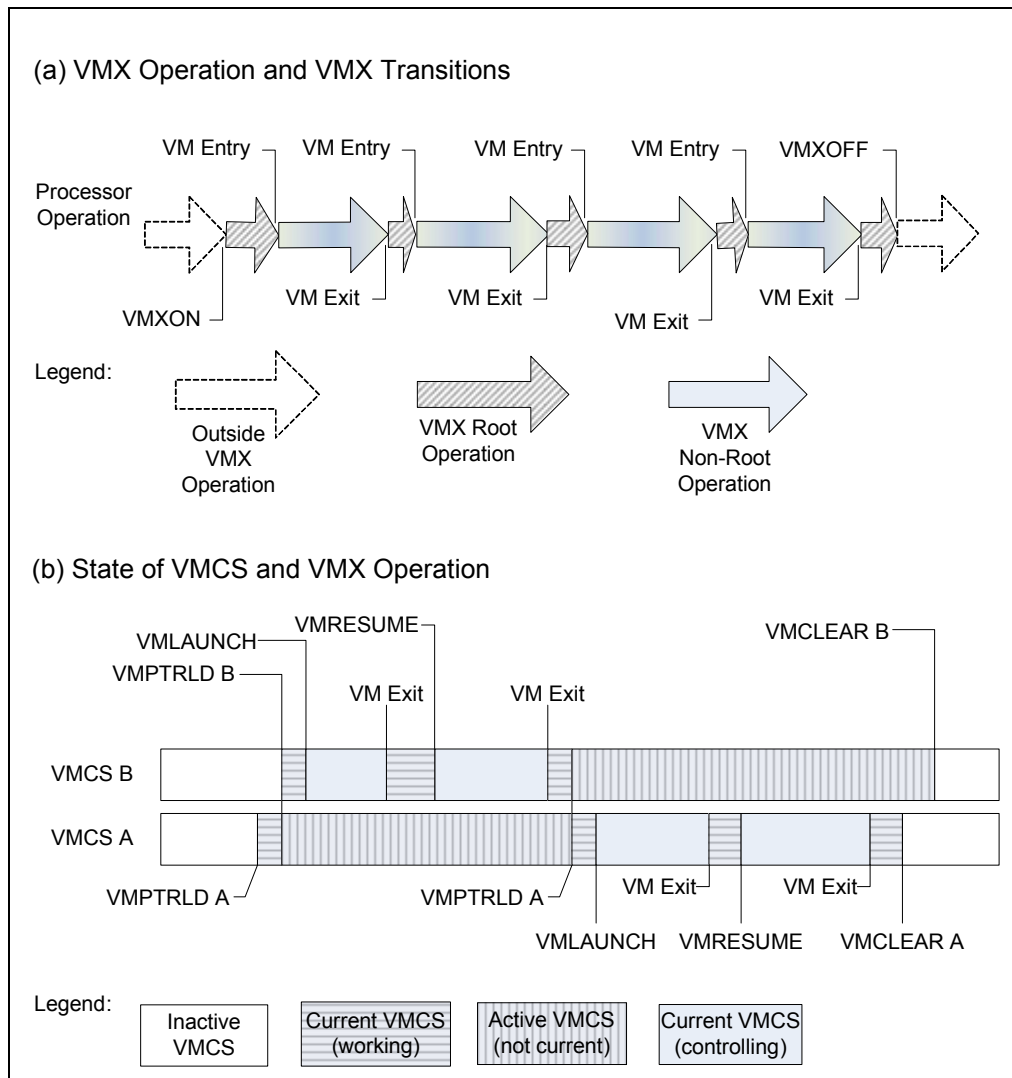 (a) VMX Operation and VMX Transitions
VM Entry VM Entry VM Entry VM Entry VMXOFF
Processor
Operation
VM Exit VM Exit VM Exit VM Exit
VMXON
Legend:
Outside
VMX
Operation
VMX Root
Operation
VMX
Non-Root
Operation
(b) State of VMCS and VMX Operation
VMRESUME VMCLEAR B
VMLAUNCH
VMPTRLD B
VM Exit VM Exit
VMCS B
VMCS A
VMPTRLD A VMPTRLD A VM Exit VM Exit
VMLAUNCH VMRESUME VMCLEAR A
Legend:
Inactive
VMCS
Current VMCS
(working)
Active VMCS
(not current)
Current VMCS
(controlling)